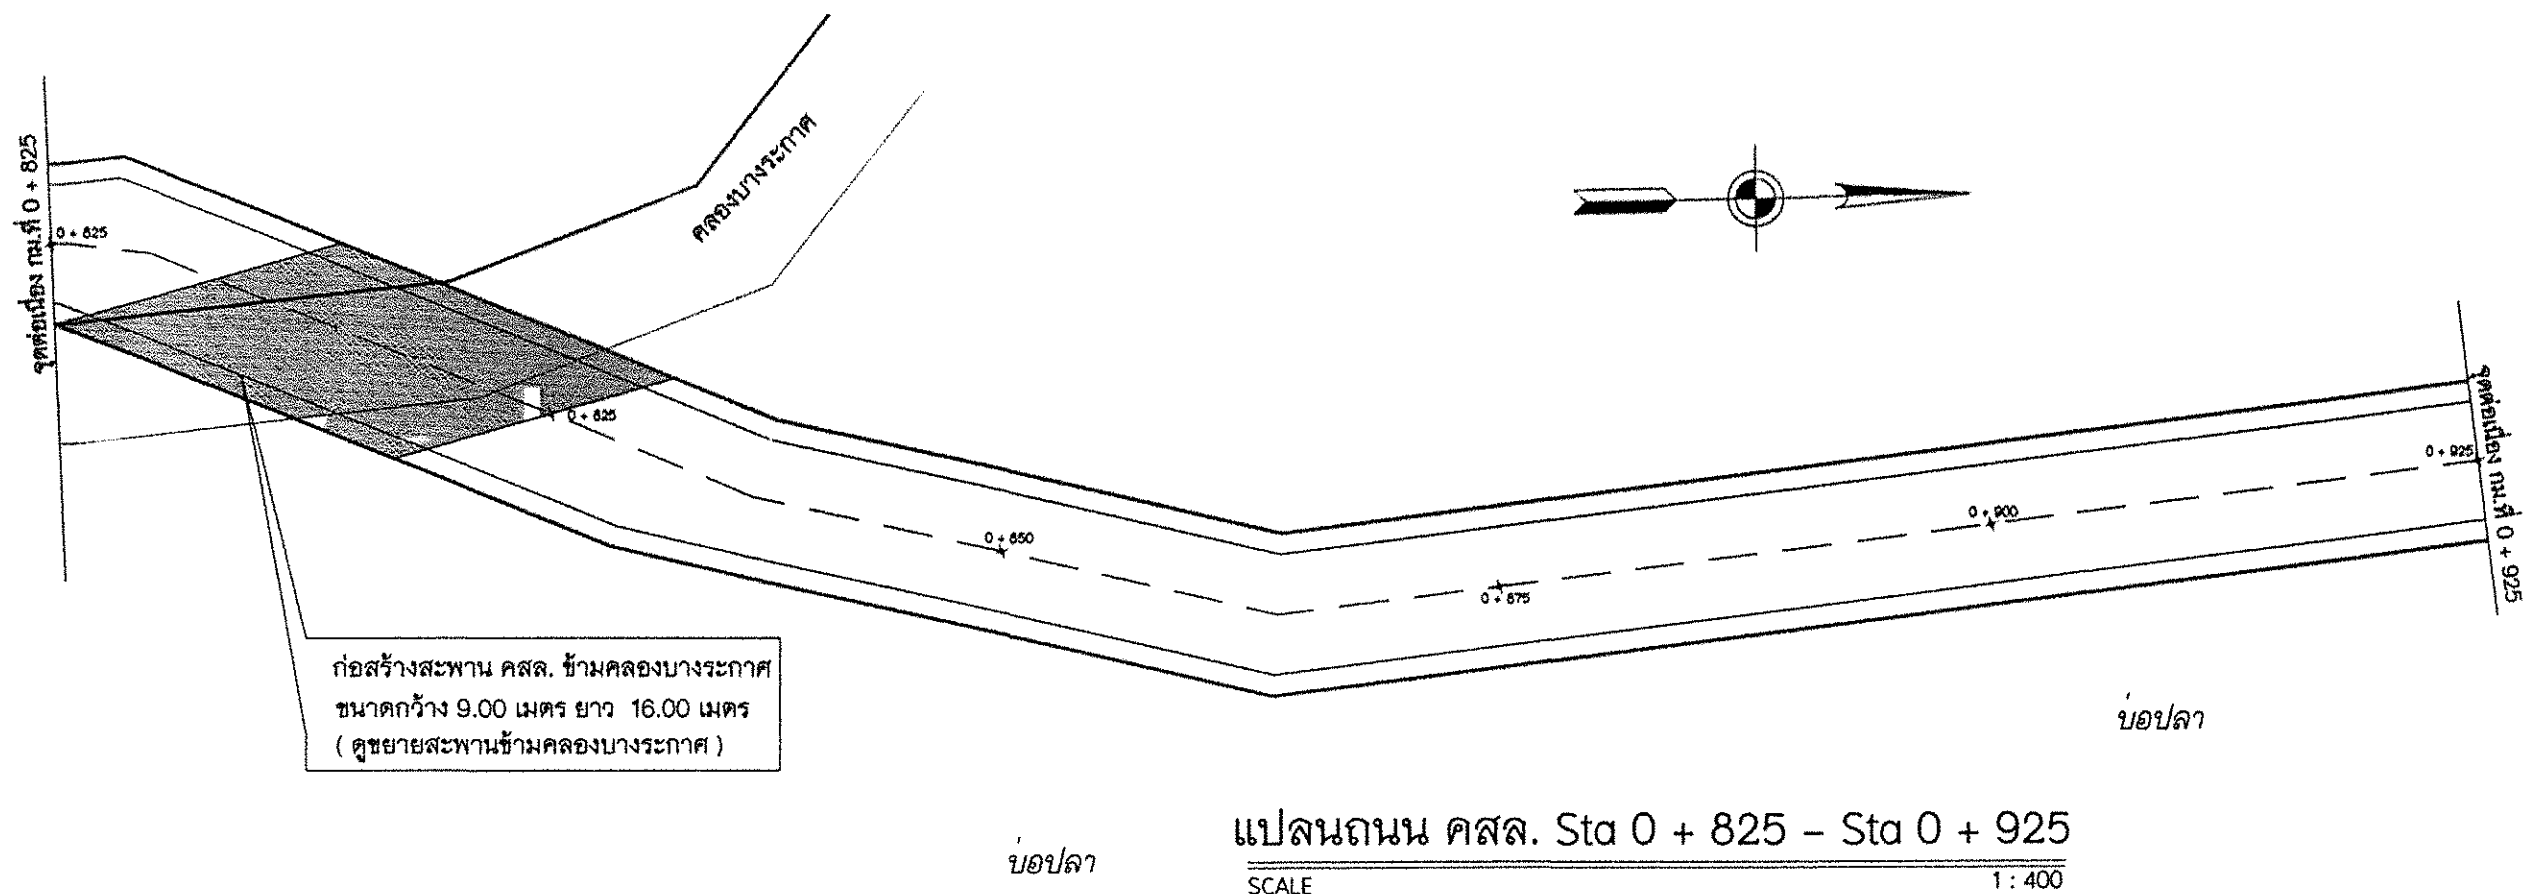 จุดต่อเนื่อง กม.ที่ 0 + 825
0 + 825
คลองบางระกาศ
0 + 825
0 + 850
0 + 875
0 + 900
0 + 925
จุดต่อเนื่อง กม.ที่ 0 + 925
ก่อสร้างสะพาน คสล. ข้ามคลองบางระกาศ
ขนาดกว้าง 9.00 เมตร ยาว 16.00 เมตร
( ดูขยายสะพานข้ามคลองบางระกาศ )
บ่อปลา
บ่อปลา
แปลนถนน คสล. Sta 0 + 825 – Sta 0 + 925
SCALE 1 : 400